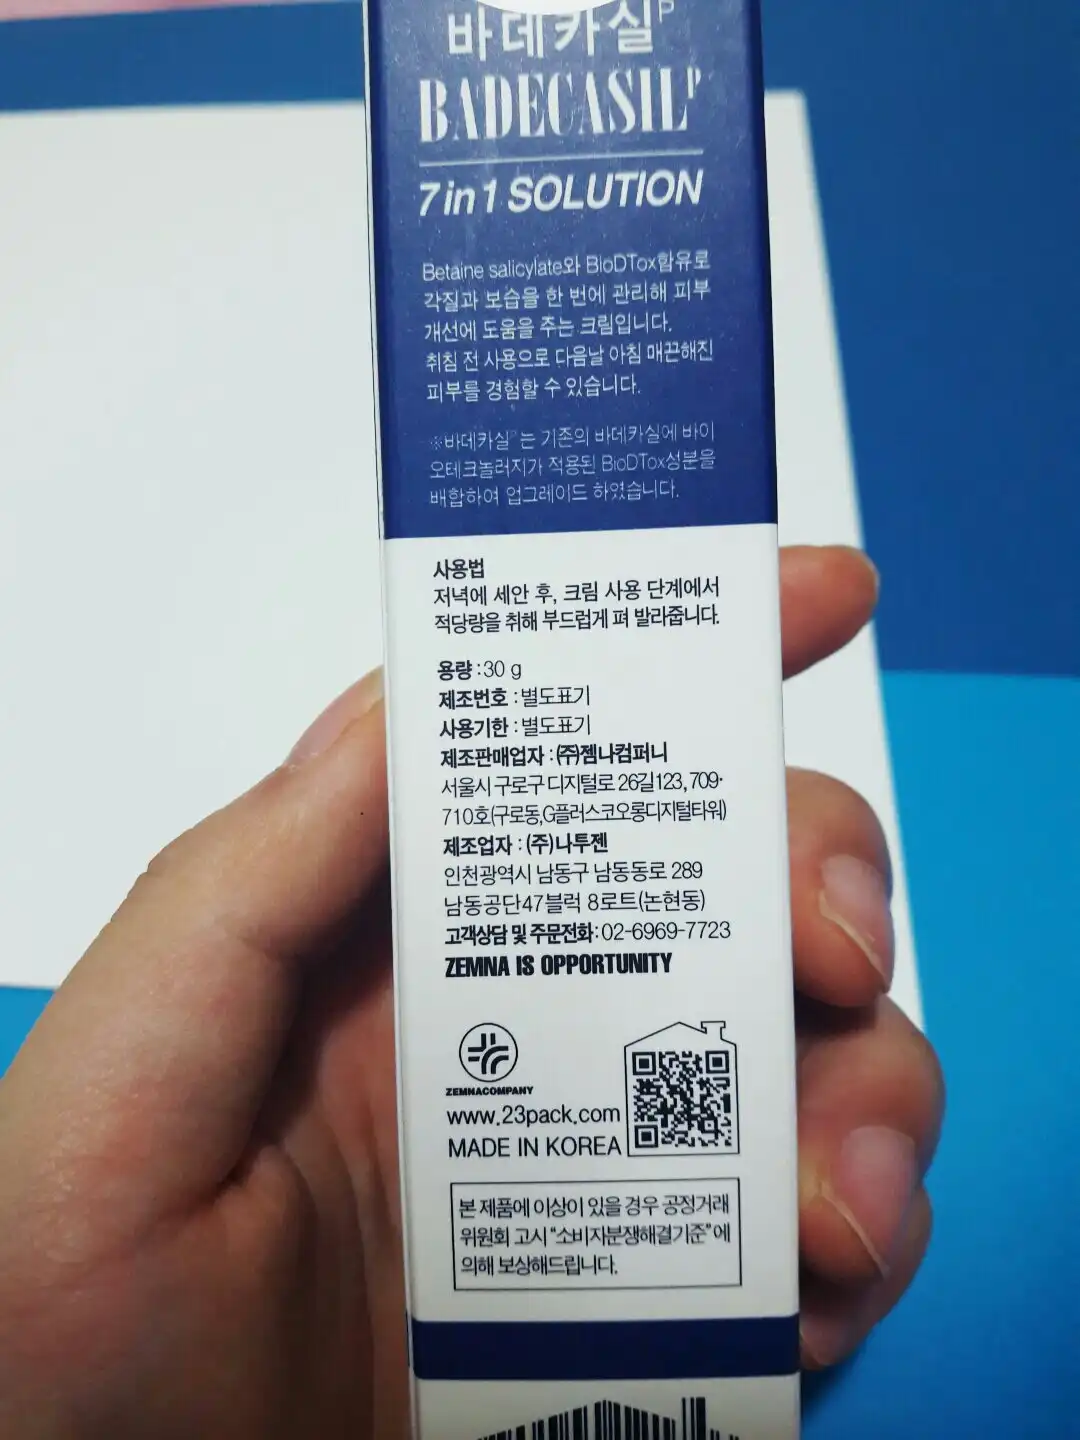 바데카실P
BADECASILP
7 in 1 SOLUTION
Betaine salicylate와 BioDTox함유로
각질과 보습을 한 번에 관리해 피부
개선에 도움을 주는 크림입니다.
취침 전 사용으로 다음날 아침 매끈해진
피부를 경험할 수 있습니다.
※바데카실P는 기존의 바데카실에 바이
오테크놀러지가 적용된 BioDTox성분을
배합하여 업그레이드 하였습니다.
사용법
저녁에 세안 후, 크림 사용 단계에서
적당량을 취해 부드럽게 펴 발라줍니다.
용량 : 30 g
제조번호 : 별도표기
사용기한 : 별도표기
제조판매업자 : (주)젬나컴퍼니
서울시 구로구 디지털로 26길123, 709·
710호(구로동,G플러스코오롱디지털타워)
제조업자 : (주)나투젠
인천광역시 남동구 남동동로 289
남동공단47블럭 8로트(논현동)
고객상담 및 주문전화 : 02-6969-7723
ZEMNA IS OPPORTUNITY
ZEMNACOMPANY
www.23pack.com
MADE IN KOREA
본 제품에 이상이 있을 경우 공정거래
위원회 고시 "소비자분쟁해결기준"에
의해 보상해드립니다.